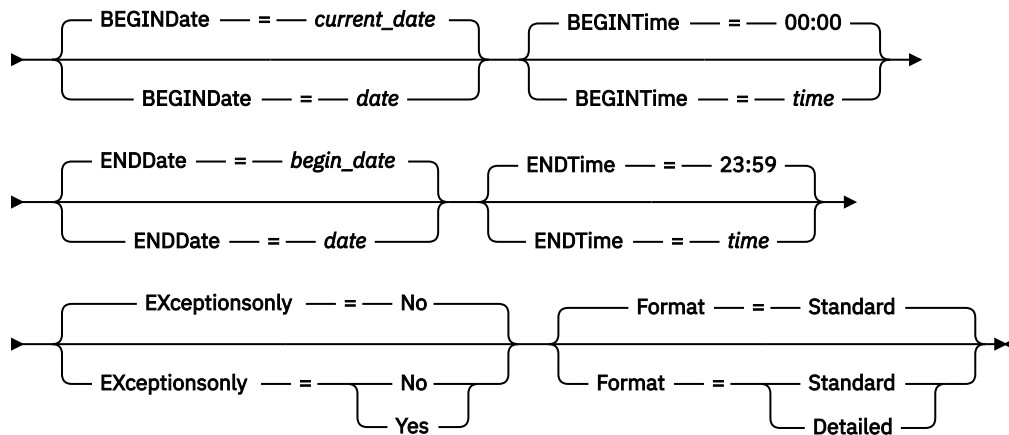 BEGINDate = current_date BEGINTime = 00:00
BEGINDate = date BEGINTime = time
ENDDate = begin_date ENDTime = 23:59
ENDDate = date ENDTime = time
EXceptionsonly = No Format = Standard
EXceptionsonly = No Format = Standard
Yes Detailed